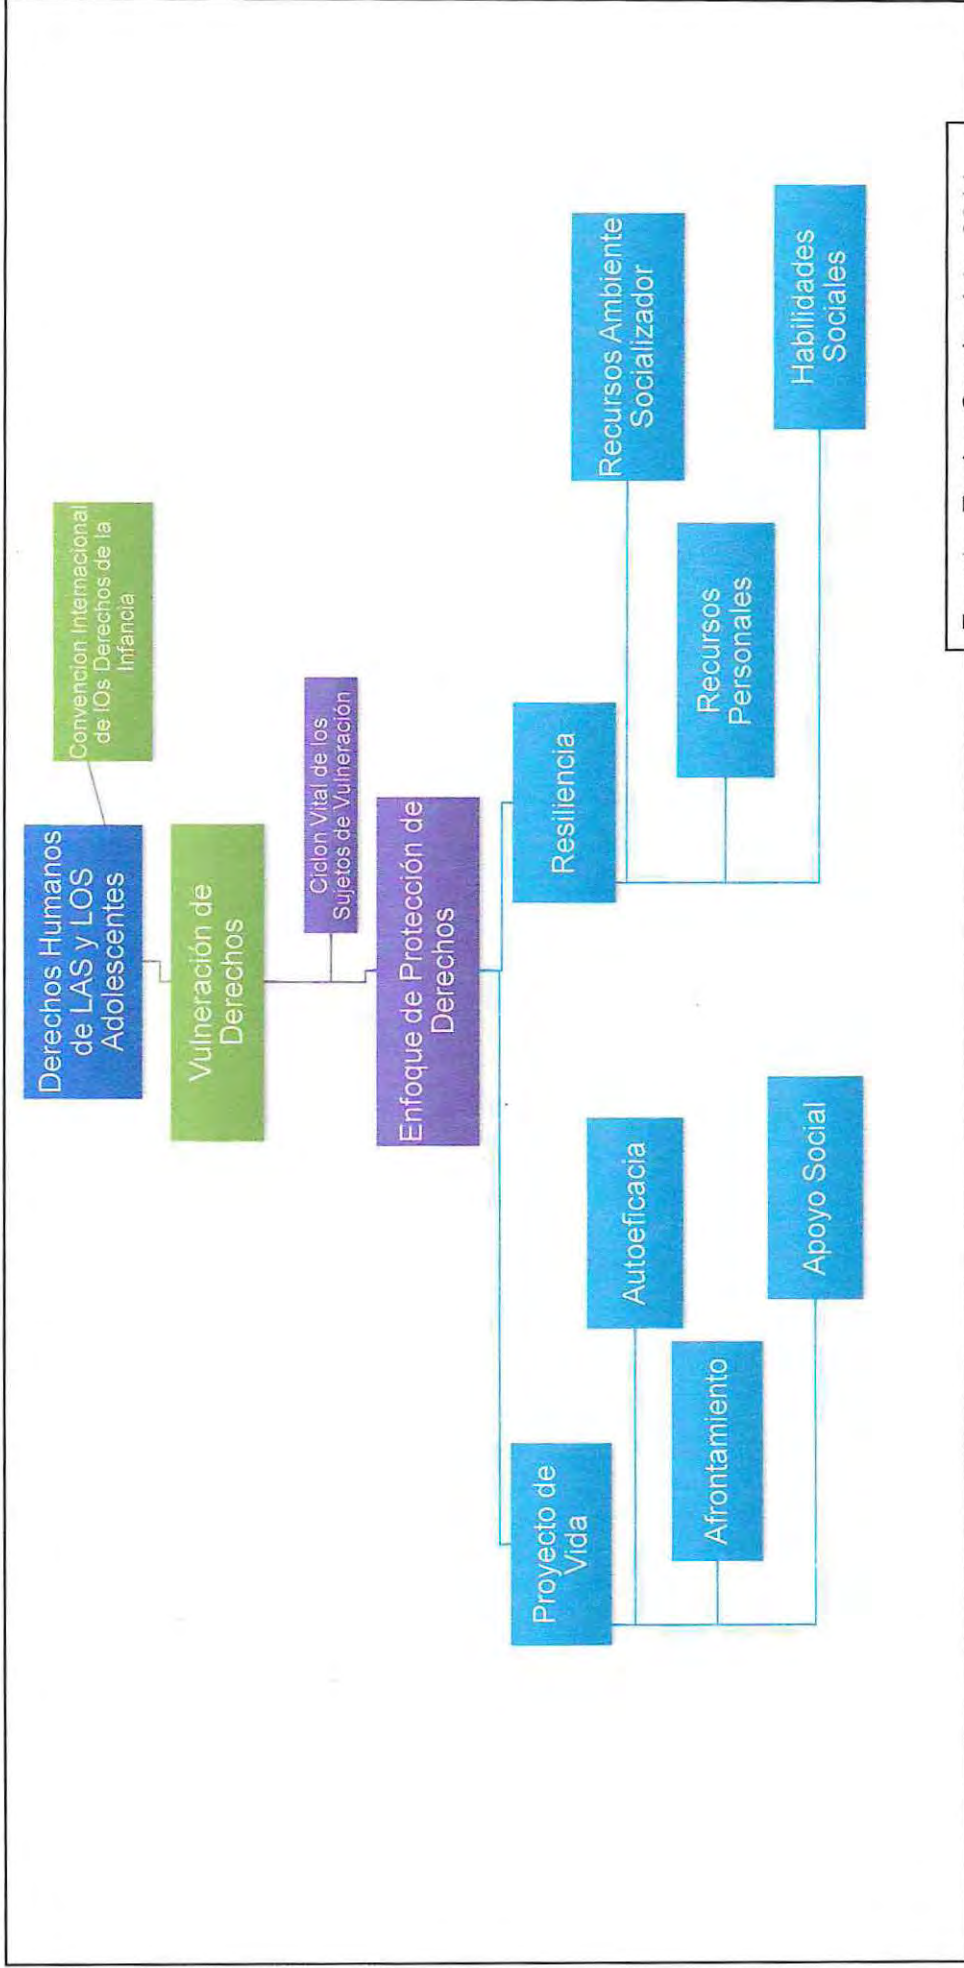 Derechos Humanos
de LAS y LOS
Adolescentes
Convencion Internacional
de lOs Derechos de la
Infancia
Vulneración de
Derechos
Ciclon Vital de los
Sujetos de Vulneración
Enfoque de Protección de
Derechos
Proyecto de
Vida
Autoeficacia
Afrontamiento
Apoyo Social
Resiliencia
Recursos Ambiente
Socializador
Recursos
Personales
Habilidades
Sociales